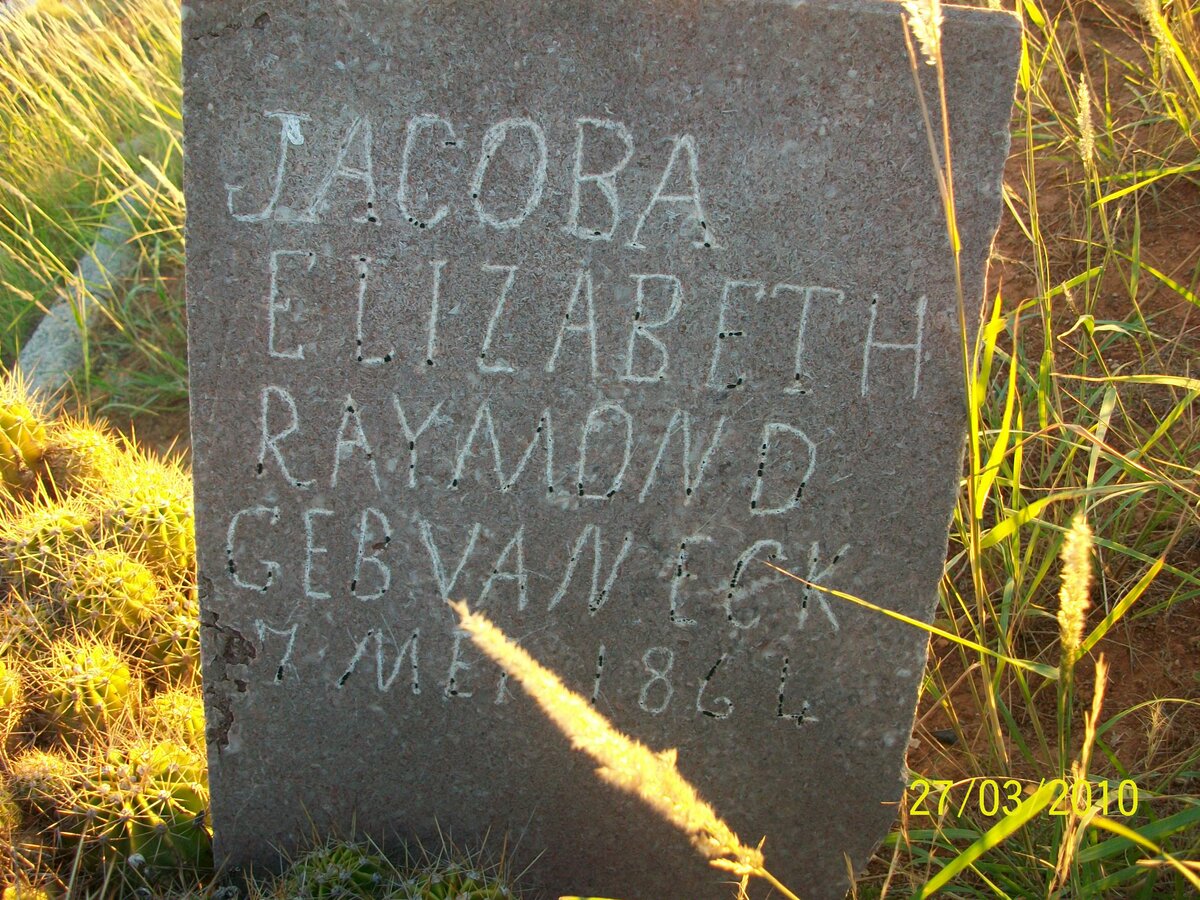 JACOBA
ELIZABETH
RAYMOND
GEB VAN ECK
7 MEI 1864
27/03/2010